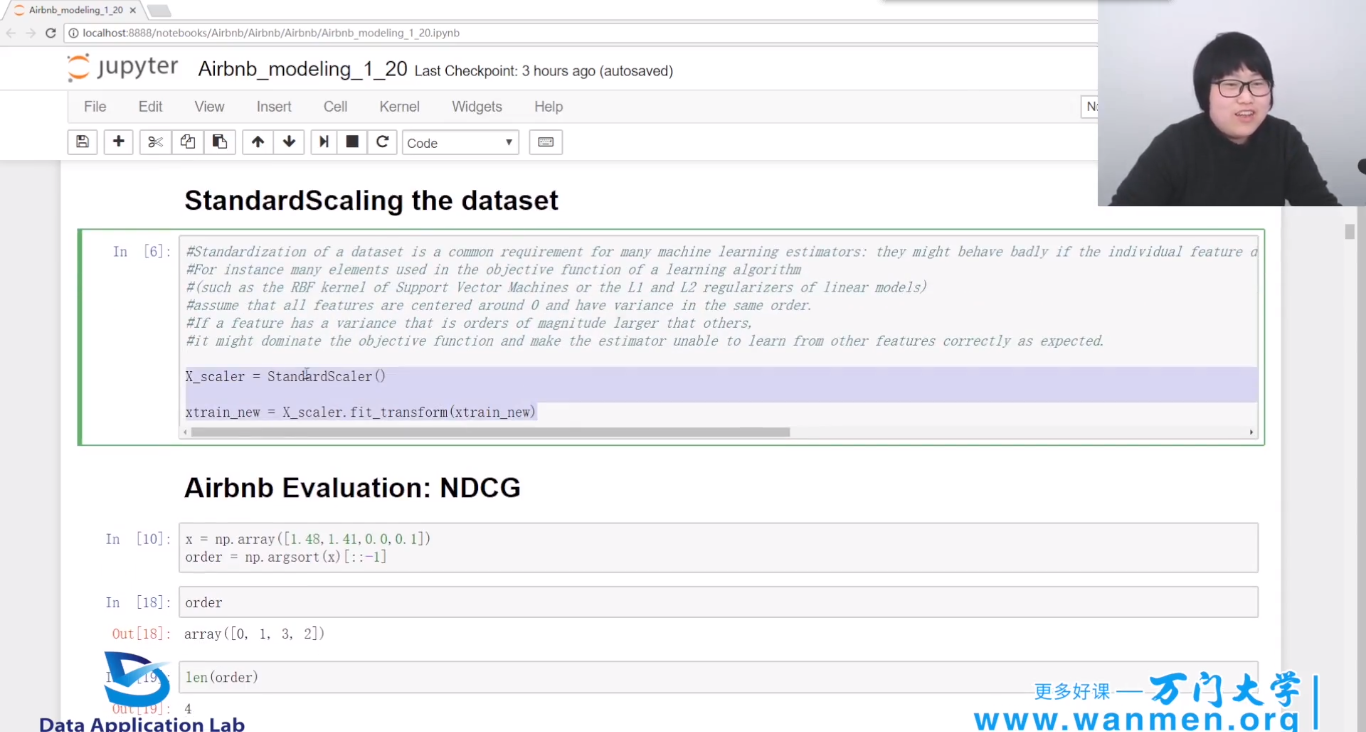 Airbnb_modeling_1_20
localhost:8888/notebooks/Airbnb/Airbnb/Airbnb/Airbnb_modeling_1_20.ipynb
jupyter Airbnb_modeling_1_20 Last Checkpoint: 3 hours ago (autosaved)
File Edit View Insert Cell Kernel Widgets Help
Code
StandardScaling the dataset
In [6]:
#Standardization of a dataset is a common requirement for many machine learning estimators: they might behave badly if the individual feature
#For instance many elements used in the objective function of a learning algorithm
#(such as the RBF kernel of Support Vector Machines or the L1 and L2 regularizers of linear models)
#assume that all features are centered around 0 and have variance in the same order.
#If a feature has a variance that is orders of magnitude larger that others,
#it might dominate the objective function and make the estimator unable to learn from other features correctly as expected.
X_scaler = StandardScaler()
xtrain_new = X_scaler.fit_transform(xtrain_new)
Airbnb Evaluation: NDCG
In [10]: x = np.array([1.48,1.41,0.0,0.1])
order = np.argsort(x)[::-1]
In [18]: order
Out[18]: array([0, 1, 3, 2])
len(order)
4
Data Application Lab
更多好课 — 万门大学
www.wanmen.org